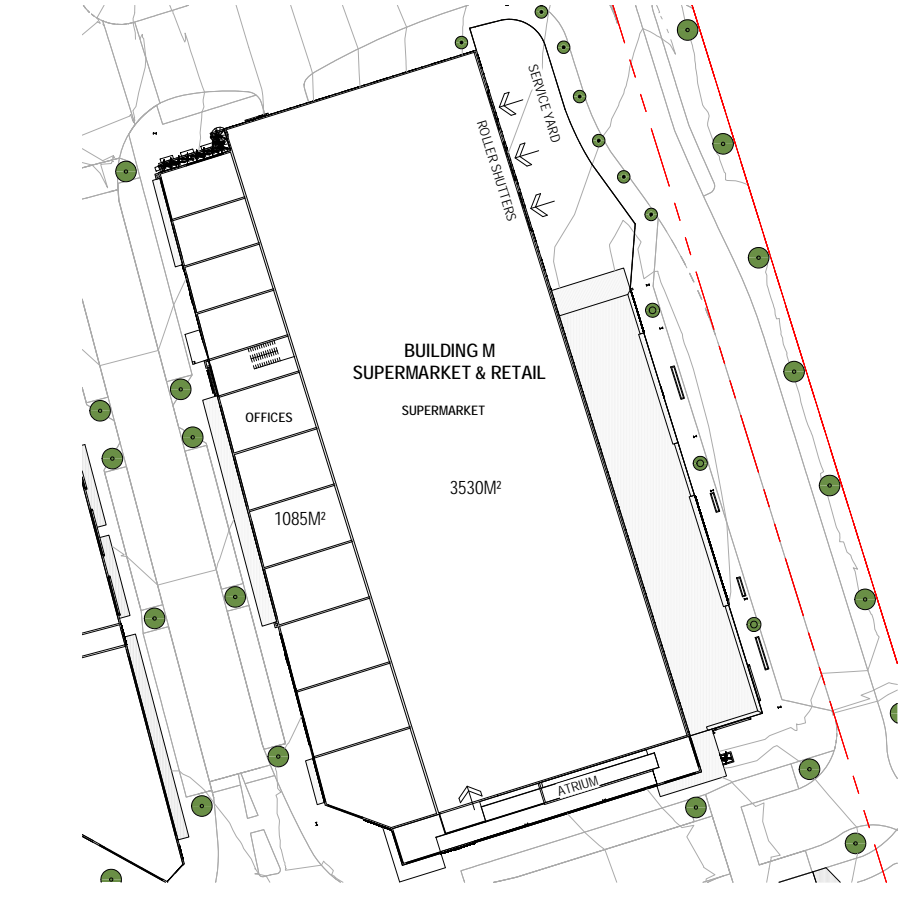 SERVICE YARD
ROLLER SHUTTERS
BUILDING M
SUPERMARKET & RETAIL
SUPERMARKET
OFFICES
3530M²
1085M²
ATRIUM